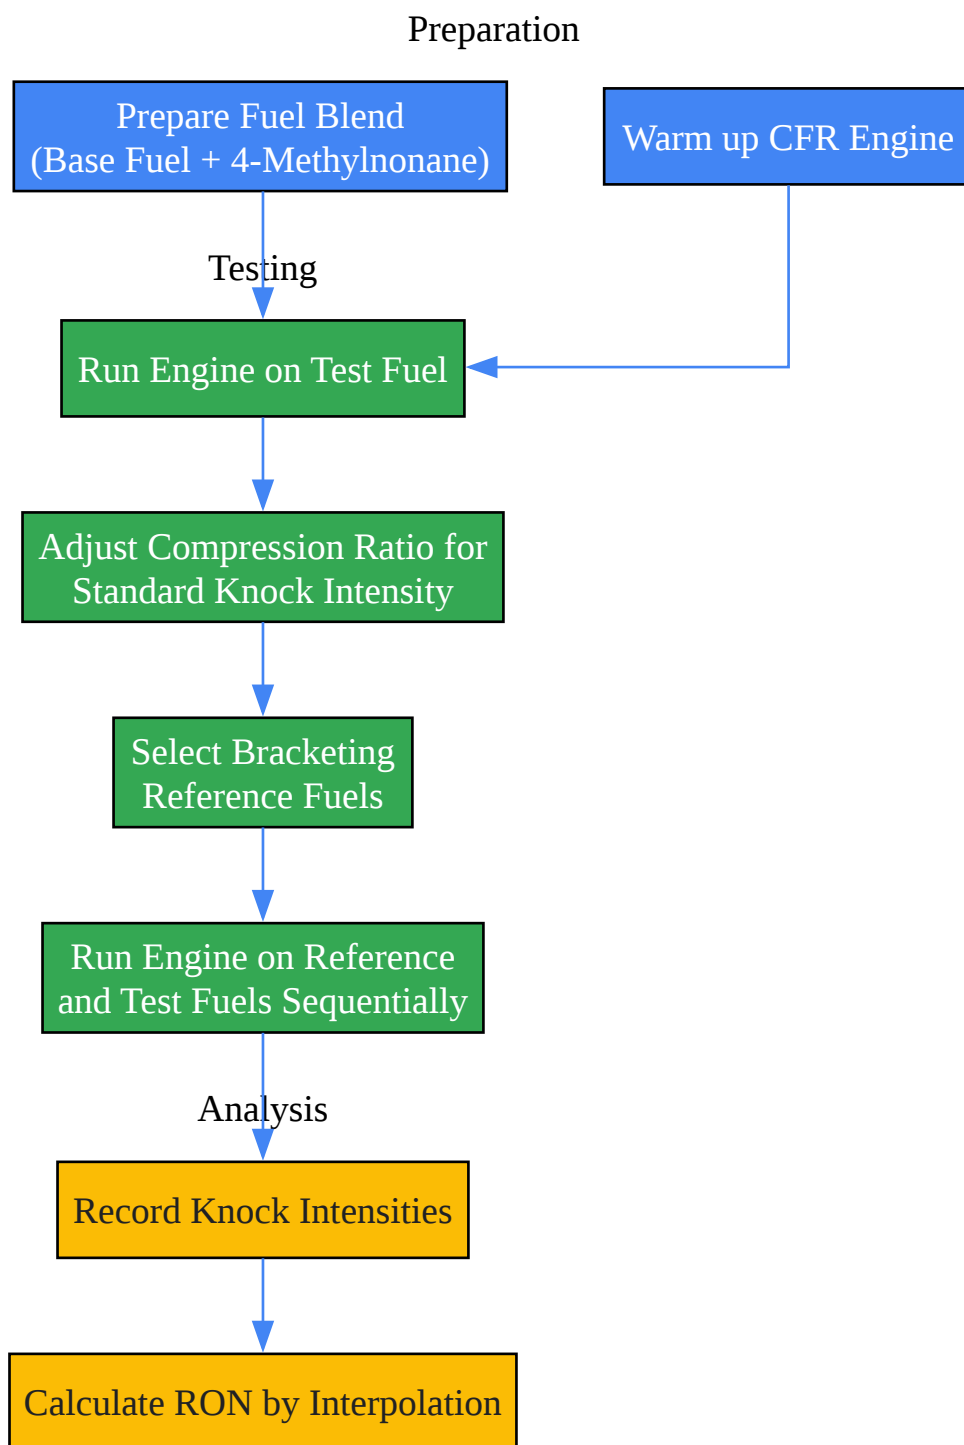 Preparation
Prepare Fuel Blend
(Base Fuel + 4-Methylnonane)
Warm up CFR Engine
Testing
Run Engine on Test Fuel
Adjust Compression Ratio for
Standard Knock Intensity
Select Bracketing
Reference Fuels
Run Engine on Reference
and Test Fuels Sequentially
Analysis
Record Knock Intensities
Calculate RON by Interpolation